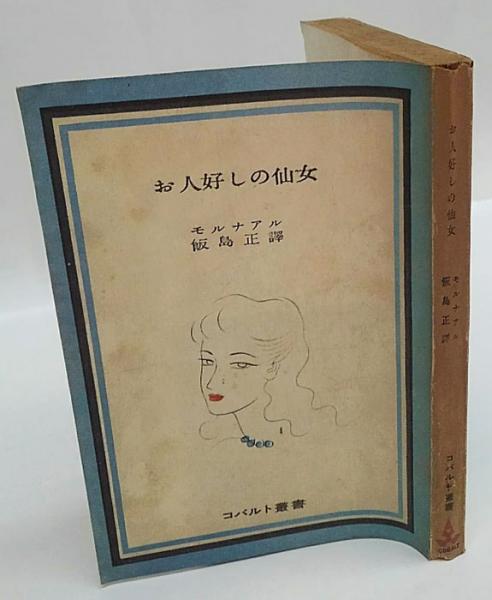 お人好しの仙女
モルナアル
飯島正譯
コバルト叢書
お人好しの仙女
モルナアル
飯島正譯
コバルト叢書
COBALT